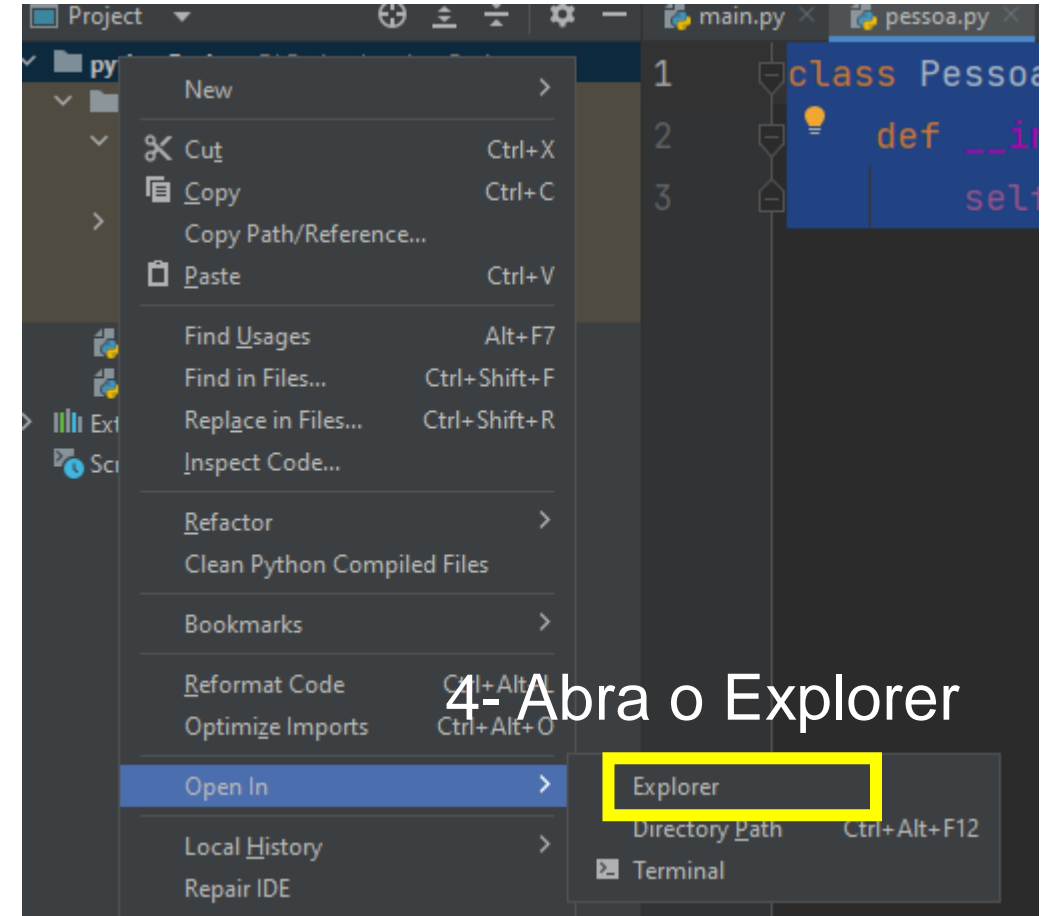 Project
main.py
pessoa.py
1 class Pessoa
2 def
3 self
New
Cut Ctrl+X
Copy Ctrl+C
Copy Path/Reference...
Paste Ctrl+V
Find Usages Alt+F7
Find in Files... Ctrl+Shift+F
Replace in Files... Ctrl+Shift+R
Inspect Code...
Refactor
Clean Python Compiled Files
Bookmarks
Reformat Code Ctrl+Alt+L
4- Abra o Explorer
Optimize Imports Ctrl+Alt+O
Open In
Explorer
Directory Path Ctrl+Alt+F12
Terminal
Local History
Repair IDE